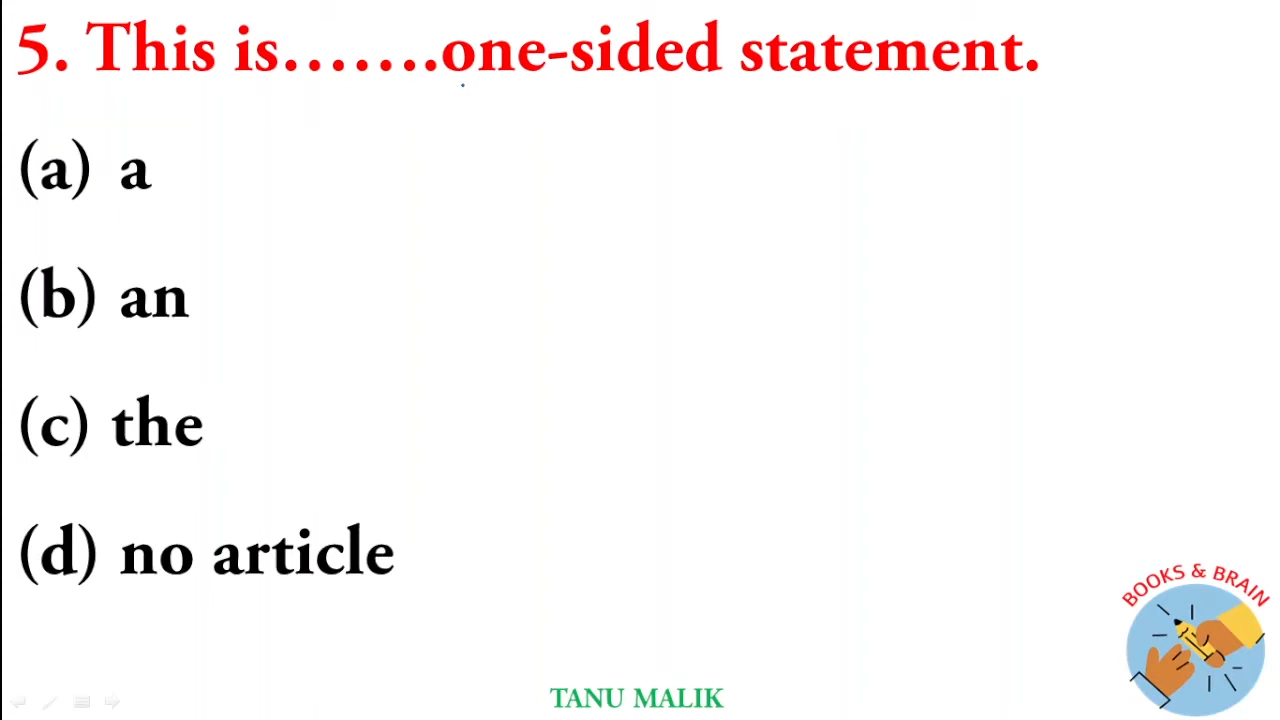 5. This is…….one-sided statement.
(a) a
(b) an
(c) the
(d) no article
BOOKS & BRAIN
TANU MALIK